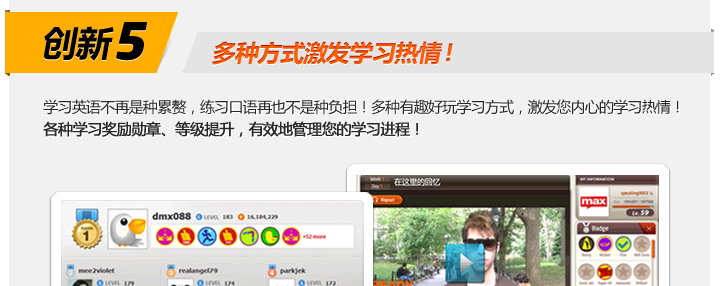 创新5
多种方式激发学习热情！
学习英语不再是种累赘，练习口语再也不是种负担！多种有趣好玩学习方式，激发您内心的学习热情！
各种学习奖励勋章、等级提升，有效地管理您的学习进程！
1
dmx088 LEVEL 183 16,184,229
+52 more
mee2violet
LEVEL 179
realangel79
LEVEL 174
parkjek
LEVEL 172
Week
Day
在这里的回忆
Repeat
READY
MY INFORMATION
max
speakingMAX
Lv.59
Badge